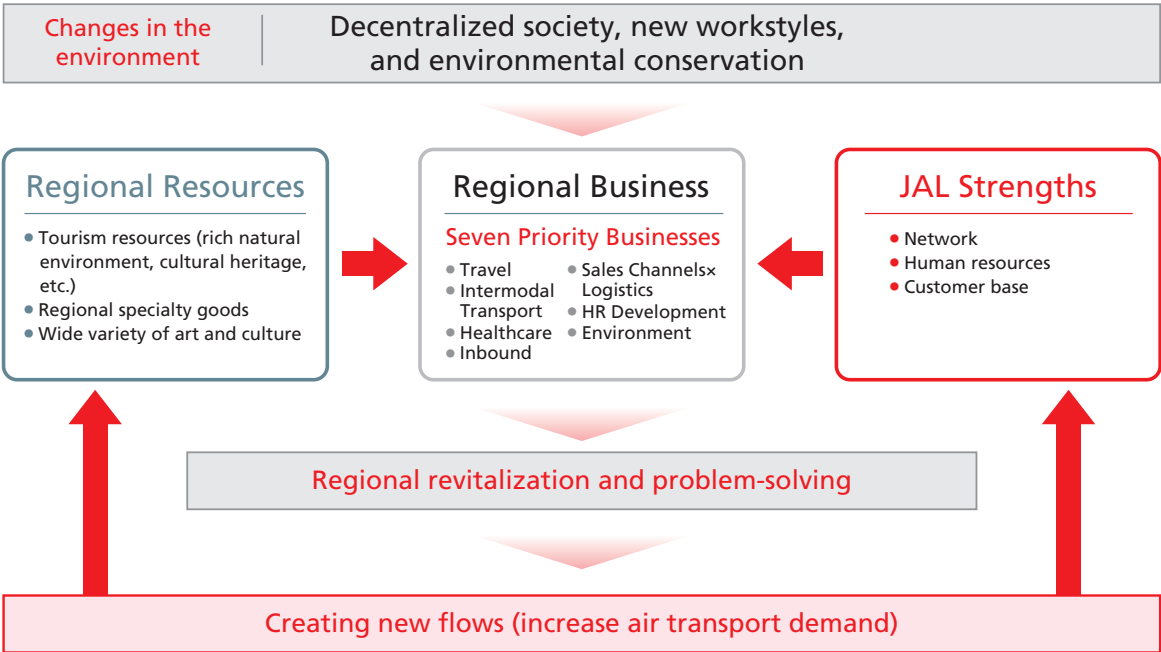 Changes in the
environment
Decentralized society, new workstyles,
and environmental conservation
Regional Resources
• Tourism resources (rich natural
environment, cultural heritage,
etc.)
• Regional specialty goods
• Wide variety of art and culture
Regional Business
Seven Priority Businesses
• Travel
• Intermodal
Transport
• Healthcare
• Inbound
• Sales Channels×
Logistics
• HR Development
• Environment
JAL Strengths
• Network
• Human resources
• Customer base
Regional revitalization and problem-solving
Creating new flows (increase air transport demand)